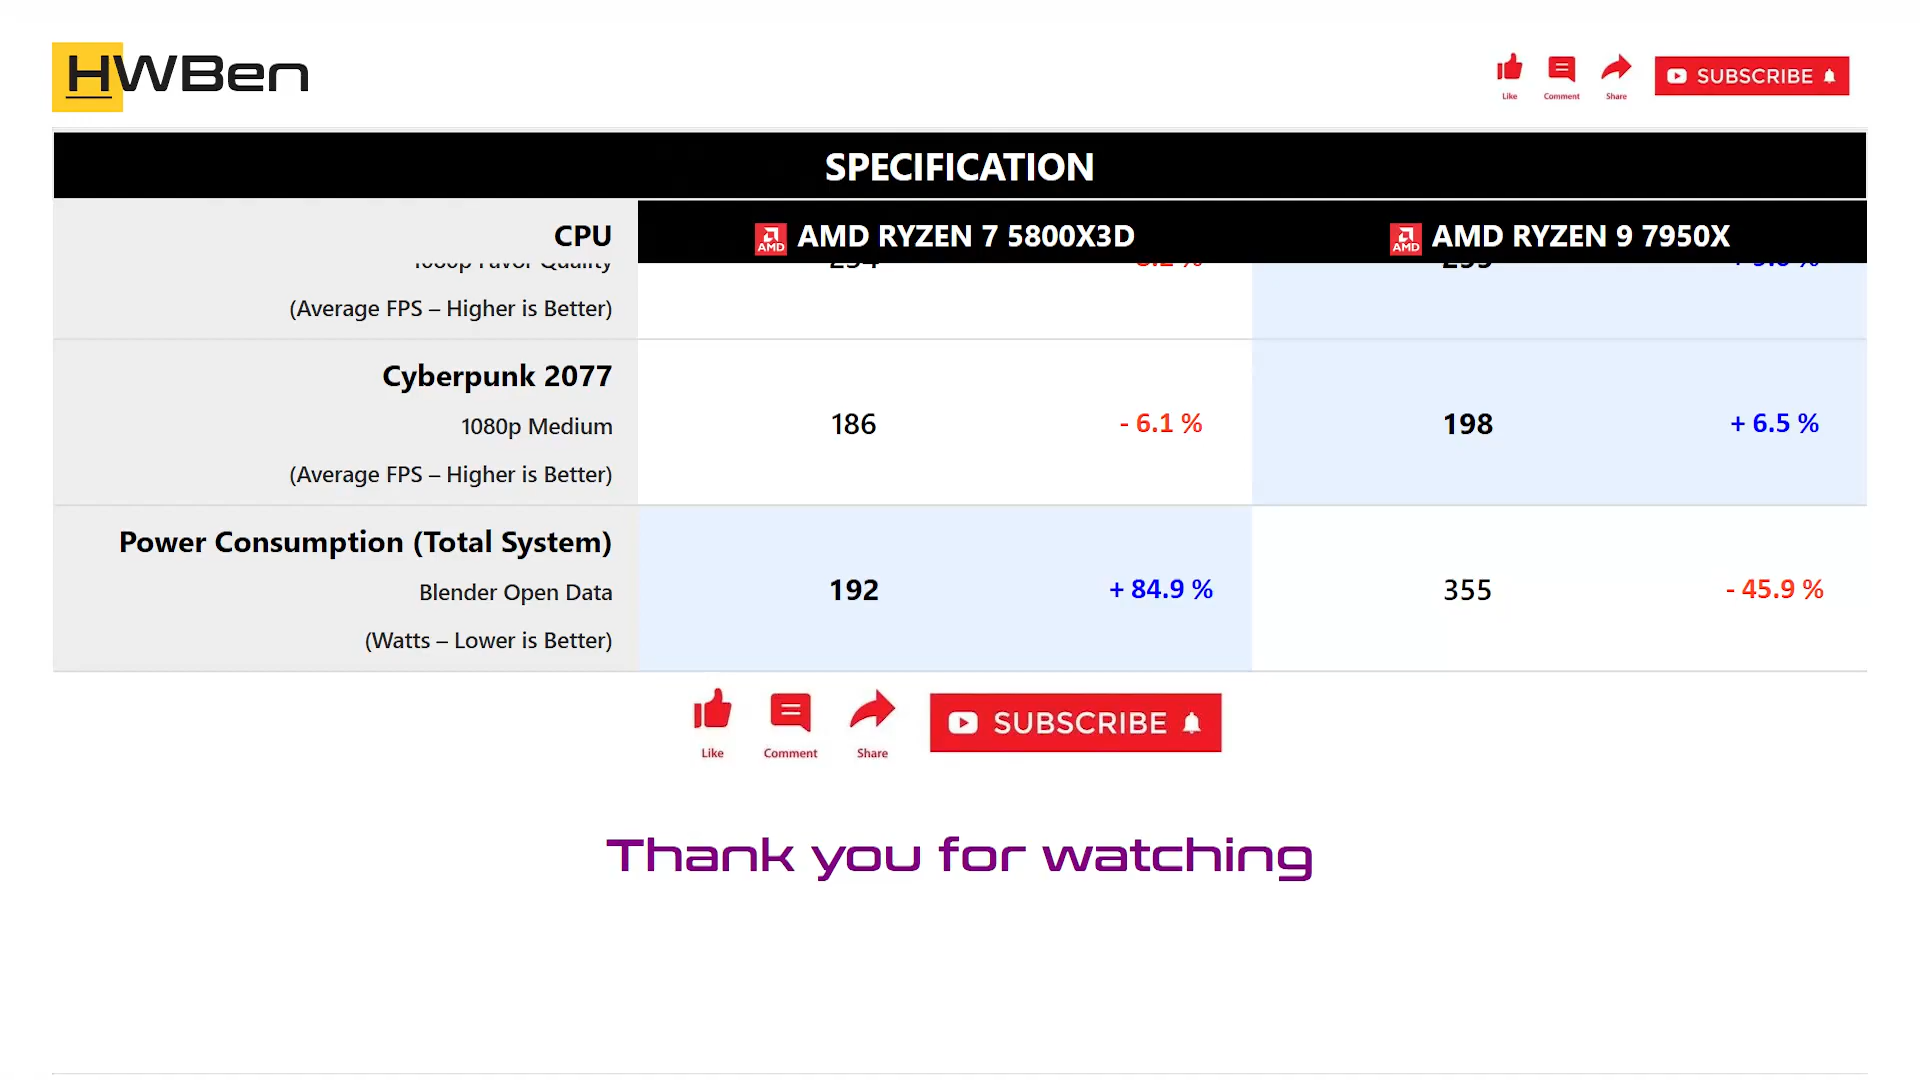 HWBen
Like Comment Share SUBSCRIBE
SPECIFICATION
CPU AMD RYZEN 7 5800X3D AMD RYZEN 9 7950X
1080p Favor Quality
(Average FPS – Higher is Better)
Cyberpunk 2077
1080p Medium 186 - 6.1 % 198 + 6.5 %
(Average FPS – Higher is Better)
Power Consumption (Total System)
Blender Open Data 192 + 84.9 % 355 - 45.9 %
(Watts – Lower is Better)
Like Comment Share SUBSCRIBE
Thank you for watching